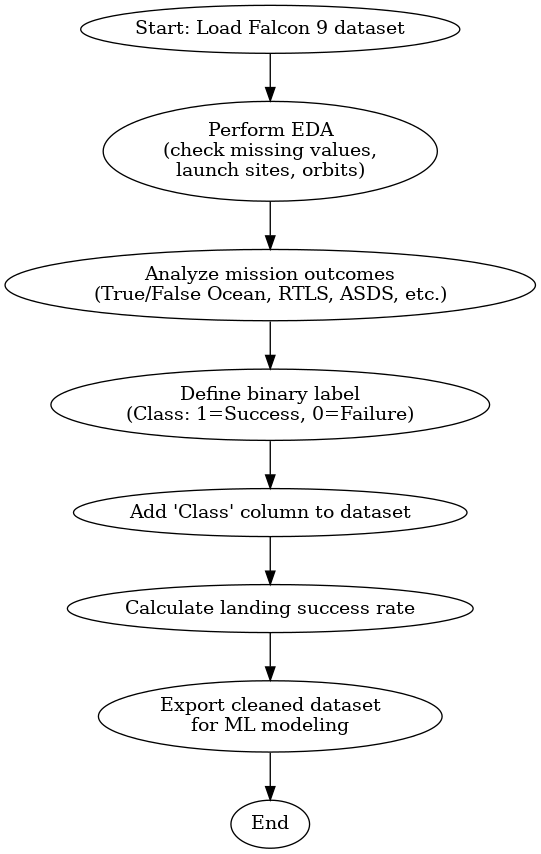 Start: Load Falcon 9 dataset
Perform EDA
(check missing values,
launch sites, orbits)
Analyze mission outcomes
(True/False Ocean, RTLS, ASDS, etc.)
Define binary label
(Class: 1=Success, 0=Failure)
Add 'Class' column to dataset
Calculate landing success rate
Export cleaned dataset
for ML modeling
End